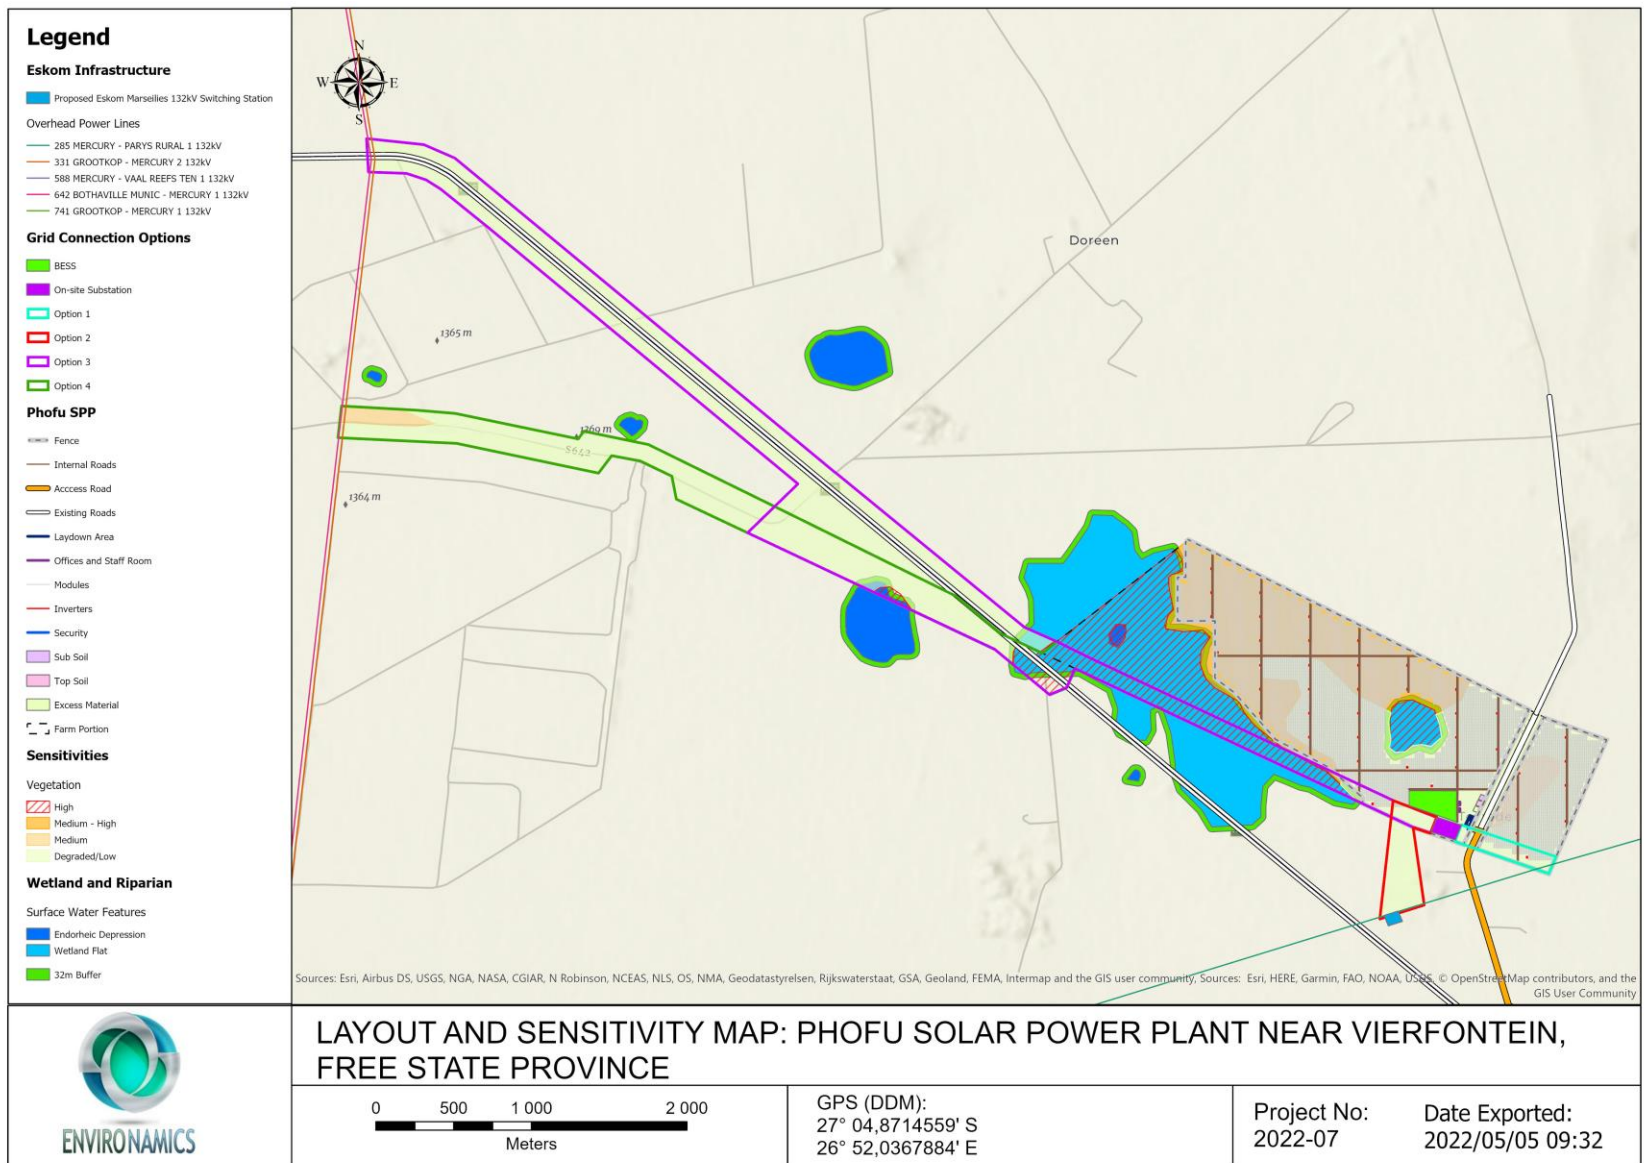 Legend
Eskom Infrastructure
Proposed Eskom Marseilies 132kV Switching Station
Overhead Power Lines
285 MERCURY - PARYS RURAL 1 132kV
331 GROOTKOP - MERCURY 2 132kV
588 MERCURY - VAAL REEFS TEN 1 132kV
642 BOTHAVILLE MUNIC - MERCURY 1 132kV
741 GROOTKOP - MERCURY 1 132kV
Grid Connection Options
BESS
On-site Substation
Option 1
Option 2
Option 3
Option 4
Phofu SPP
Fence
Internal Roads
Acccess Road
Existing Roads
Laydown Area
Offices and Staff Room
Modules
Inverters
Security
Sub Soil
Top Soil
Excess Material
Farm Portion
Sensitivities
Vegetation
High
Medium - High
Medium
Degraded/Low
Wetland and Riparian
Surface Water Features
Endorheic Depression
Wetland Flat
32m Buffer
N
W E
S
Doreen
1365 m
1369 m
S642
1364 m
Sources: Esri, Airbus DS, USGS, NGA, NASA, CGIAR, N Robinson, NCEAS, NLS, OS, NMA, Geodatastyrelsen, Rijkswaterstaat, GSA, Geoland, FEMA, Intermap and the GIS user community, Sources: Esri, HERE, Garmin, FAO, NOAA, USGS, © OpenStreetMap contributors, and the
GIS User Community
ENVIRONAMICS
LAYOUT AND SENSITIVITY MAP: PHOFU SOLAR POWER PLANT NEAR VIERFONTEIN,
FREE STATE PROVINCE
0 500 1 000 2 000
Meters
GPS (DDM):
27° 04,8714559' S
26° 52,0367884' E
Project No:
2022-07
Date Exported:
2022/05/05 09:32